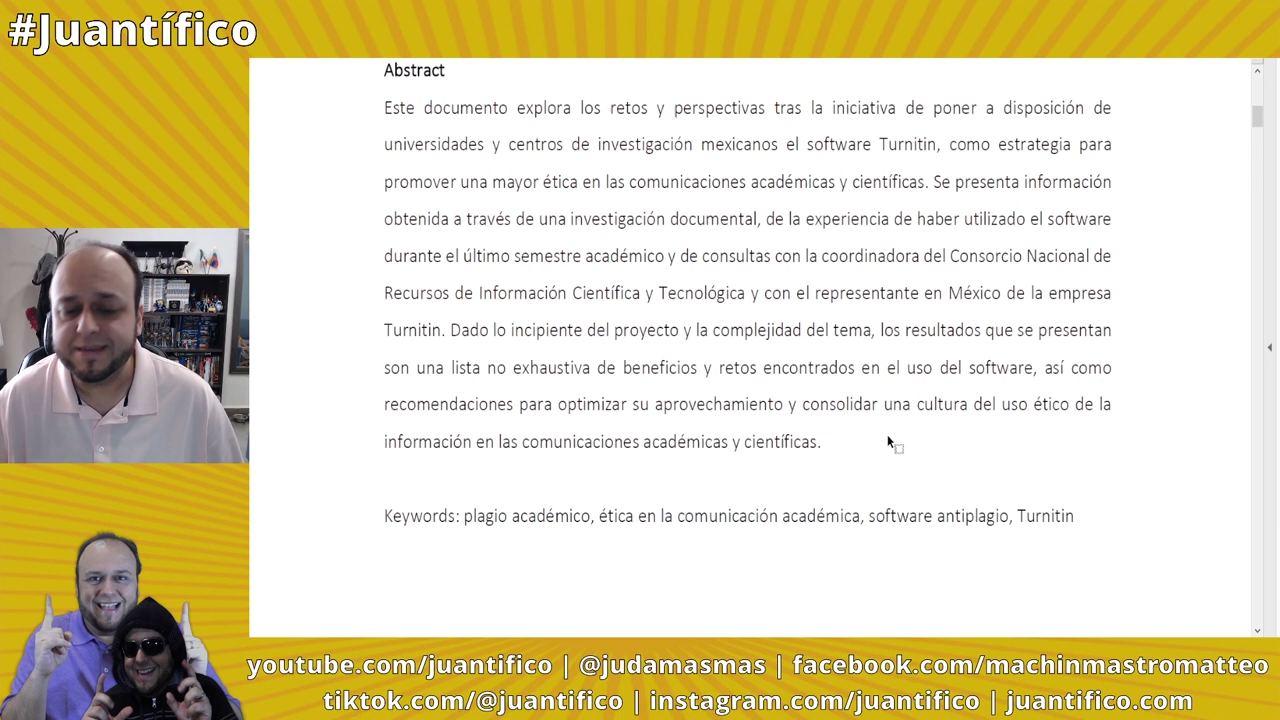 #Juantífico
Abstract
Este documento explora los retos y perspectivas tras la iniciativa de poner a disposición de
universidades y centros de investigación mexicanos el software Turnitin, como estrategia para
promover una mayor ética en las comunicaciones académicas y científicas. Se presenta información
obtenida a través de una investigación documental, de la experiencia de haber utilizado el software
durante el último semestre académico y de consultas con la coordinadora del Consorcio Nacional de
Recursos de Información Científica y Tecnológica y con el representante en México de la empresa
Turnitin. Dado lo incipiente del proyecto y la complejidad del tema, los resultados que se presentan
son una lista no exhaustiva de beneficios y retos encontrados en el uso del software, así como
recomendaciones para optimizar su aprovechamiento y consolidar una cultura del uso ético de la
información en las comunicaciones académicas y científicas.
Keywords: plagio académico, ética en la comunicación académica, software antiplagio, Turnitin
youtube.com/juantifico | @judamasmas | facebook.com/machinmastromatteo
tiktok.com/@juantifico | instagram.com/juantifico | juantifico.com